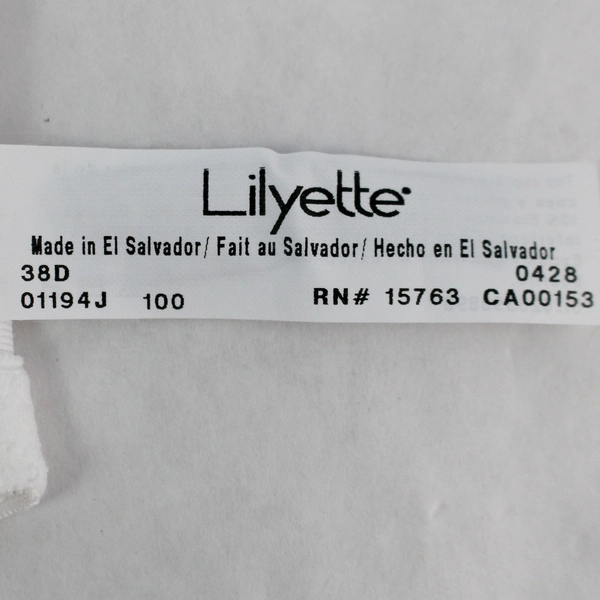 Lilyette
Made in El Salvador/ Fait au Salvador/ Hecho en El Salvador
38D 0428
01194J 100 RN# 15763 CA00153